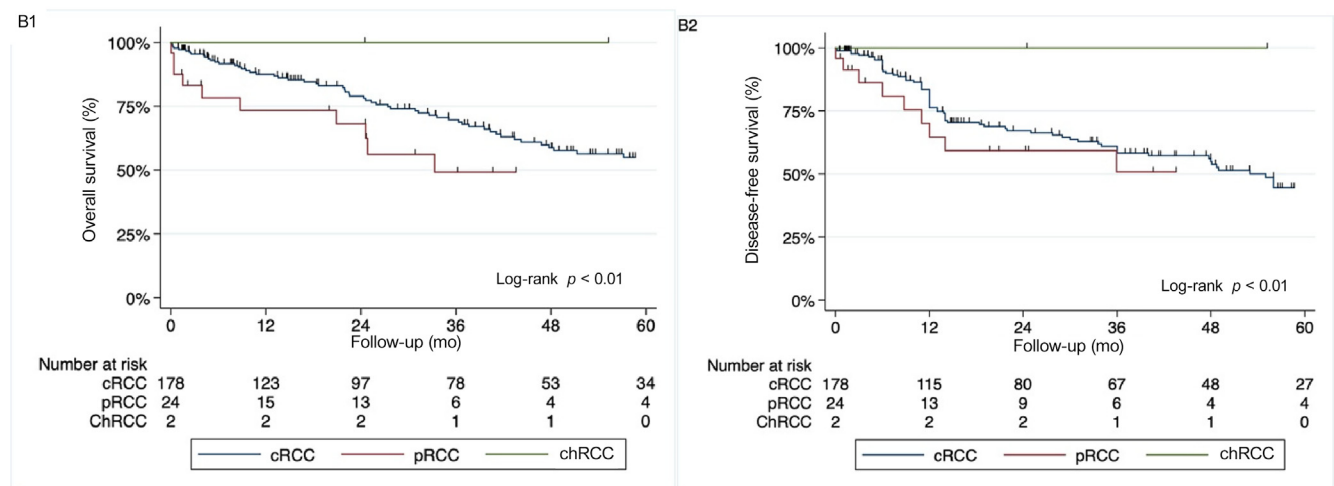 B1
Overall survival (%)
100%
75%
50%
25%
0%
Log-rank p < 0.01
0 12 24 36 48 60
Follow-up (mo)
Number at risk
cRCC 178 123 97 78 53 34
pRCC 24 15 13 6 4 4
ChRCC 2 2 2 1 1 0
cRCC pRCC chRCC
B2
Disease-free survival (%)
100%
75%
50%
25%
0%
Log-rank p < 0.01
0 12 24 36 48 60
Follow-up (mo)
Number at risk
cRCC 178 115 80 67 48 27
pRCC 24 13 9 6 4 4
ChRCC 2 2 2 1 1 0
cRCC pRCC chRCC